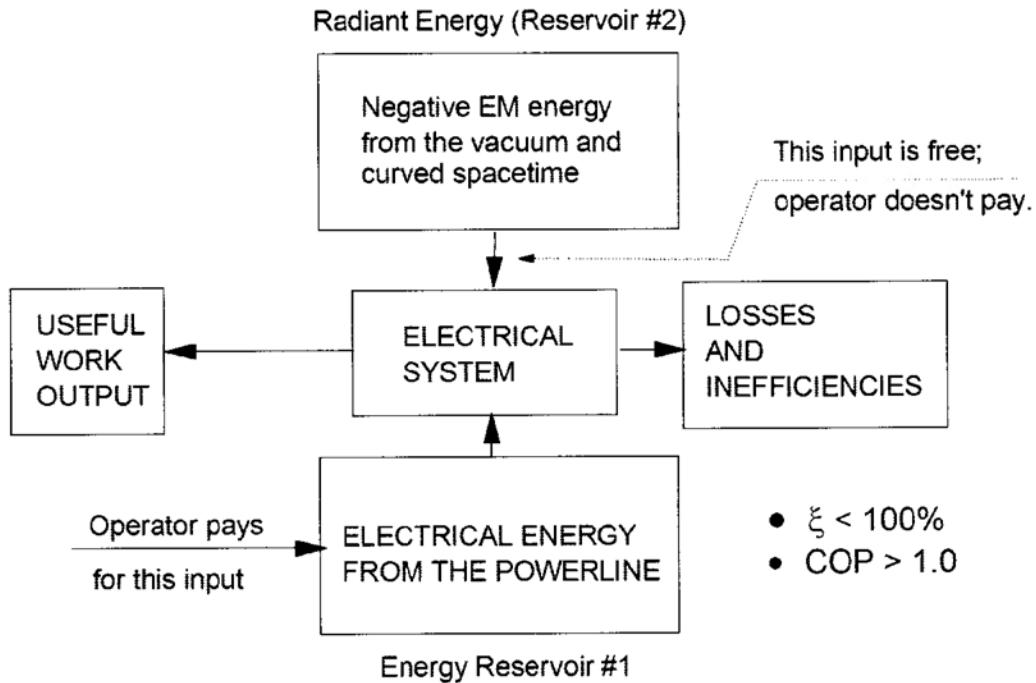 Radiant Energy (Reservoir #2)
Negative EM energy
from the vacuum and
curved spacetime
This input is free;
operator doesn't pay.
USEFUL
WORK
OUTPUT
ELECTRICAL
SYSTEM
LOSSES
AND
INEFFICIENCIES
Operator pays
for this input
ELECTRICAL ENERGY
FROM THE POWERLINE
• ξ < 100%
• COP > 1.0
Energy Reservoir #1